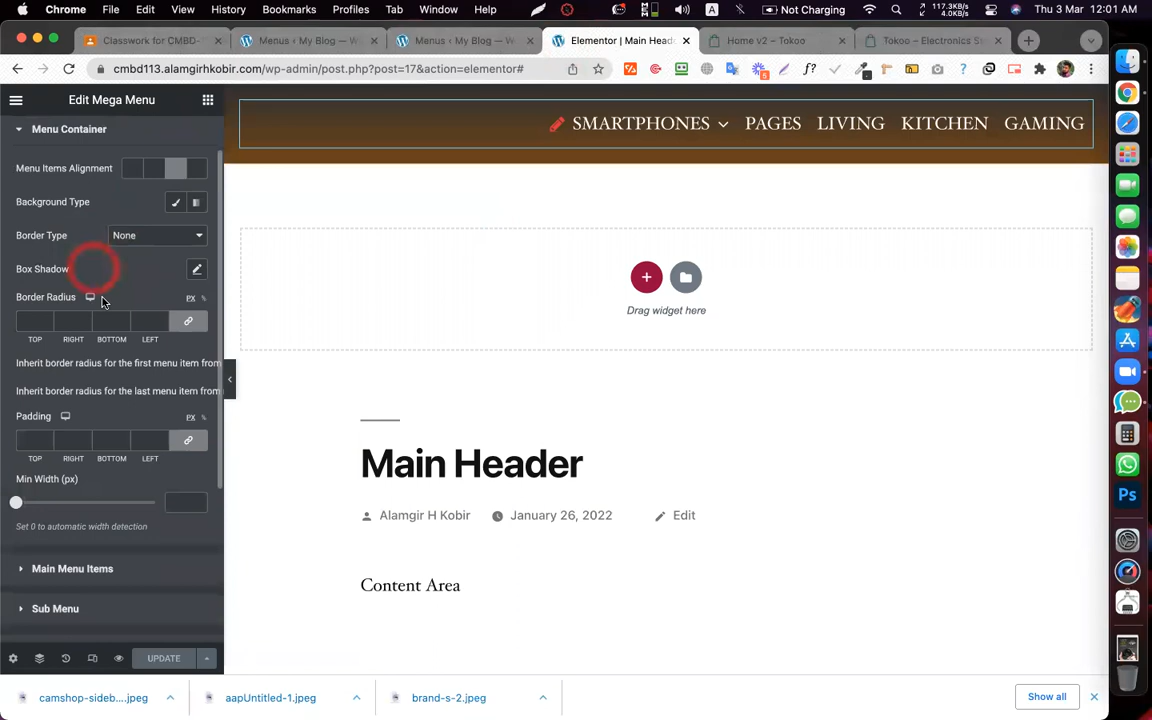 Chrome File Edit View History Bookmarks Profiles Tab Window Help 117.3KB 4.0KB/s A Not Charging Thu 3 Mar 12:01 AM
Classwork for CMBD- Menus ‹ My Blog — W Menus ‹ My Blog — W Elementor | Main Head Home v2 – Tokoo Tokoo – Electronics St
cmbd113.alamgirhkobir.com/wp-admin/post.php?post=17&action=elementor#
Edit Mega Menu
SMARTPHONES PAGES LIVING KITCHEN GAMING
Menu Container
Menu Items Alignment
Background Type
Border Type None
Box Shadow
Border Radius PX %
TOP RIGHT BOTTOM LEFT
Inherit border radius for the first menu item from
Inherit border radius for the last menu item from
Padding PX %
TOP RIGHT BOTTOM LEFT
Min Width (px)
Set 0 to automatic width detection
Main Menu Items
Sub Menu
UPDATE
Drag widget here
Main Header
Alamgir H Kobir January 26, 2022 Edit
Content Area
camshop-sideb....jpeg aapUntitled-1.jpeg brand-s-2.jpeg Show all